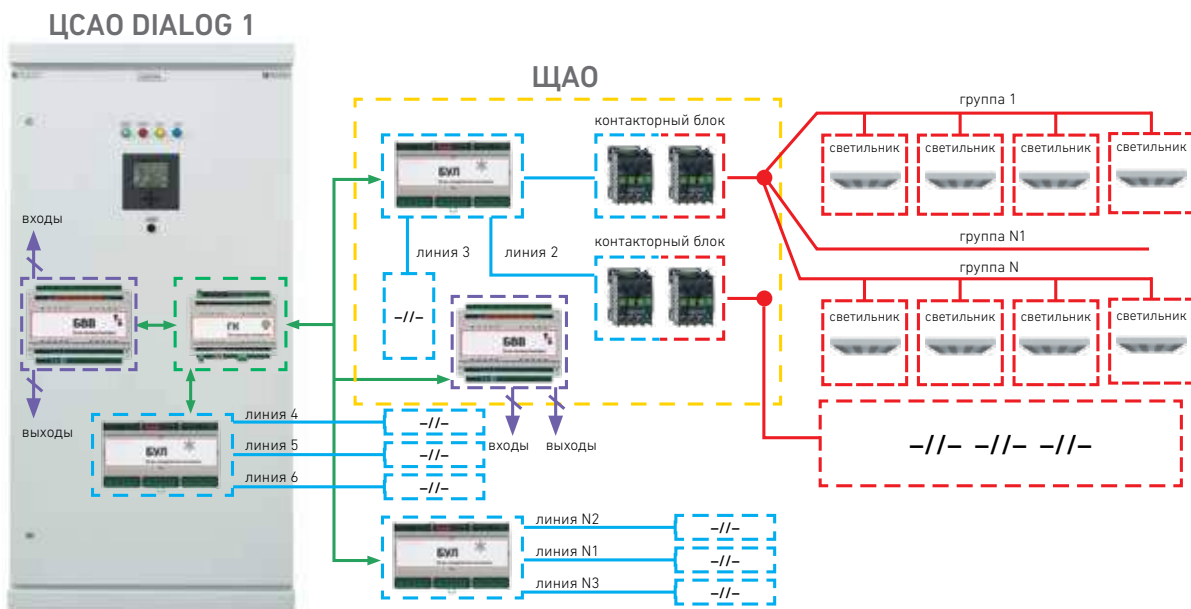 ЦСАО DIALOG 1
ЩАО
контакторный блок
группа 1
светильник
светильник
светильник
светильник
БУЛ
входы
линия 3
линия 2
контакторный блок
группа N1
группа N
БВВ
ГК
–//–
БВВ
светильник
светильник
светильник
светильник
выходы
БУЛ
линия 4
–//–
линия 5
–//–
линия 6
–//–
входы
выходы
–//– –//– –//–
БУЛ
линия N2
–//–
линия N1
–//–
линия N3
–//–